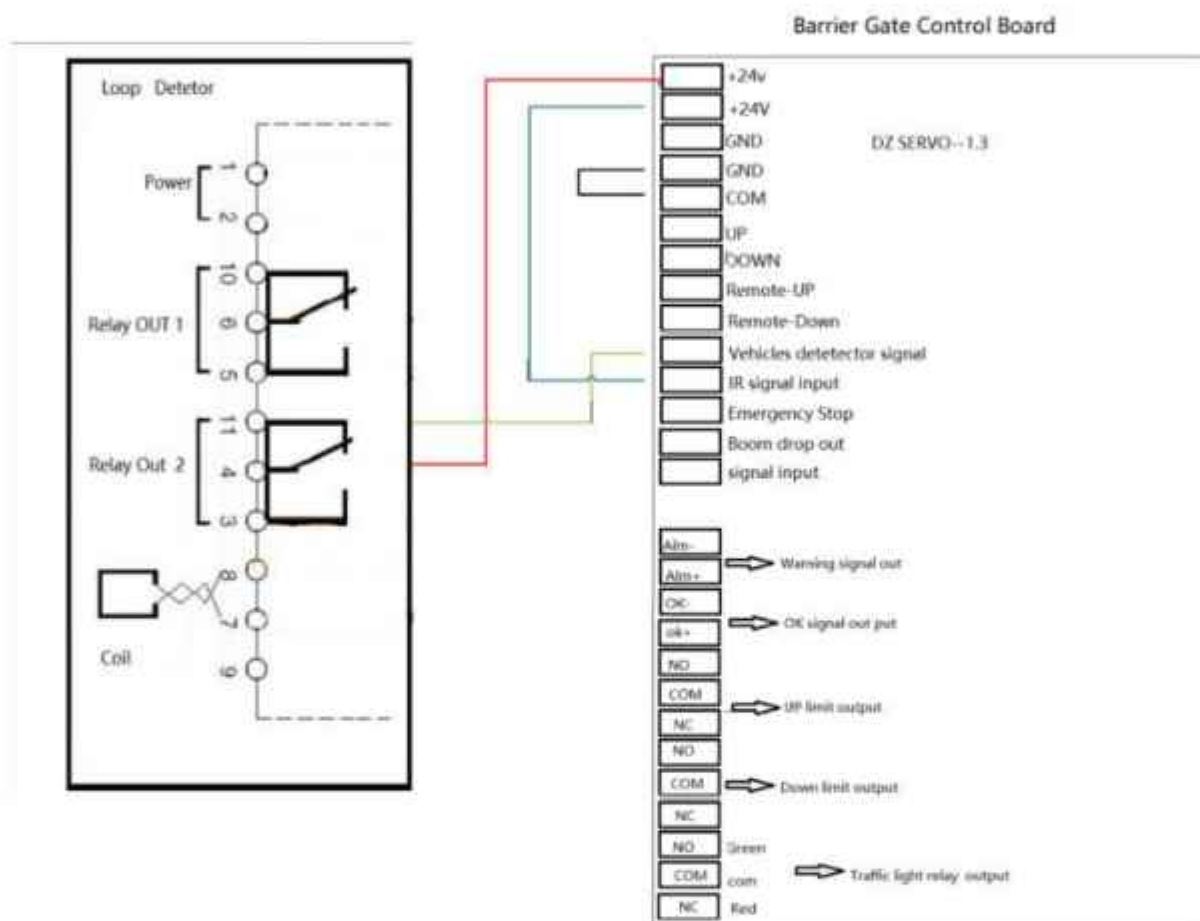 Barrier Gate Control Board
Loop Detetor
Power
1
2
Relay OUT 1
10
6
5
Relay Out 2
11
4
3
8
7
9
Coil
+24v
+24V
GND
DZ SERVO--1.3
GND
COM
UP
DOWN
Remote-UP
Remote-Down
Vehicles detetector signal
IR signal input
Emergency Stop
Boom drop out
signal input
Alm-
Alm+
Warning signal out
OK-
ok+
OK signal out put
NO
COM
NC
UP limit output
NO
COM
NC
Down limit output
NO Green
COM com
NC Red
Traffic light relay output